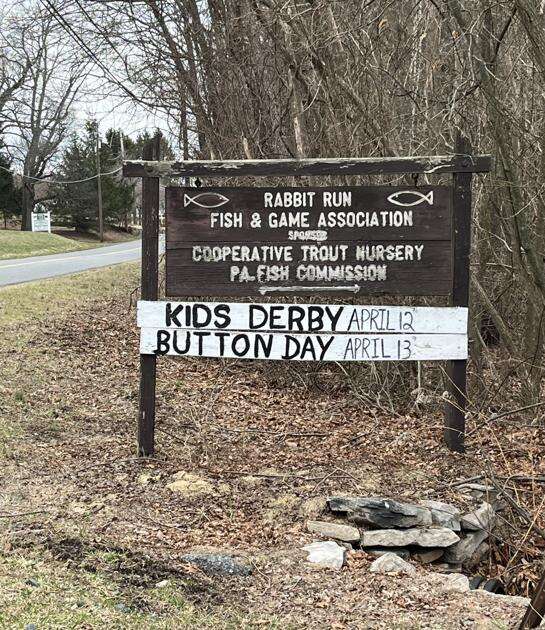 RABBIT RUN
FISH & GAME ASSOCIATION
SPONSOR
COOPERATIVE TROUT NURSERY
PA. FISH COMMISSION
KIDS DERBY APRIL 12
BUTTON DAY APRIL 13